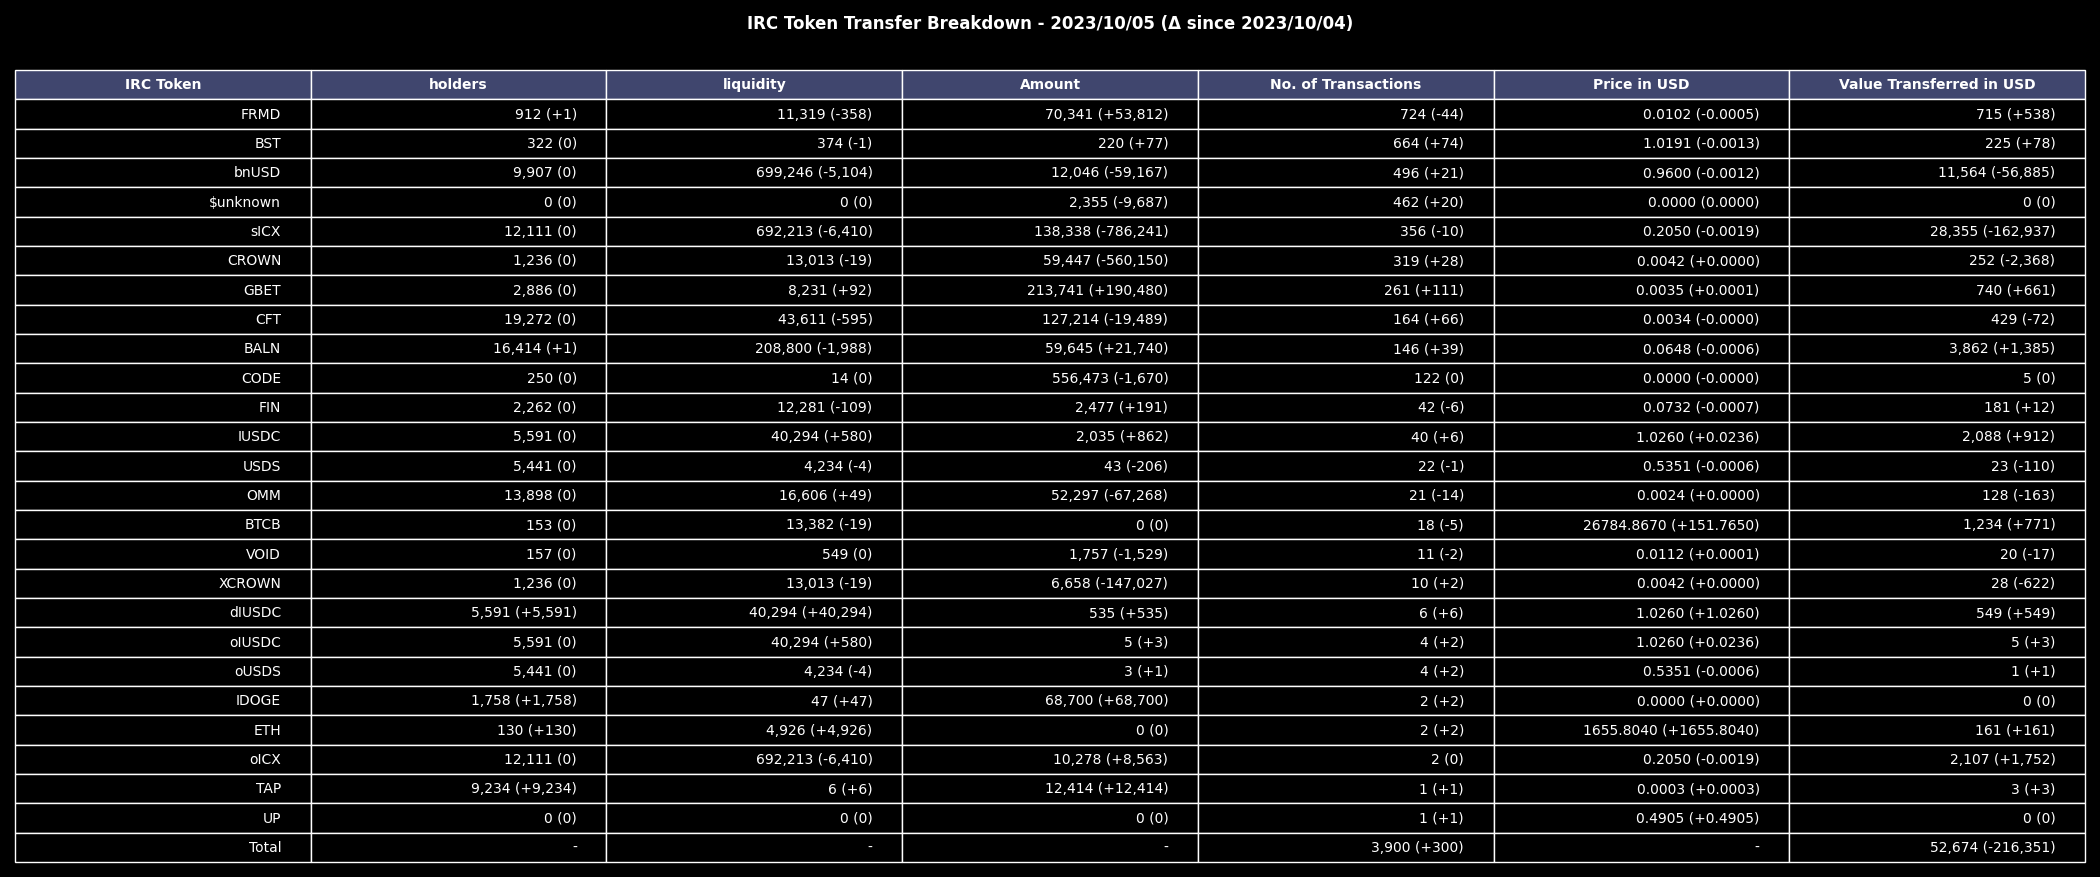 IRC Token Transfer Breakdown - 2023/10/05 (Δ since 2023/10/04)
IRC Token holders liquidity Amount No. of Transactions Price in USD Value Transferred in USD
FRMD 912 (+1) 11,319 (-358) 70,341 (+53,812) 724 (-44) 0.0102 (-0.0005) 715 (+538)
BST 322 (0) 374 (-1) 220 (+77) 664 (+74) 1.0191 (-0.0013) 225 (+78)
bnUSD 9,907 (0) 699,246 (-5,104) 12,046 (-59,167) 496 (+21) 0.9600 (-0.0012) 11,564 (-56,885)
$unknown 0 (0) 0 (0) 2,355 (-9,687) 462 (+20) 0.0000 (0.0000) 0 (0)
sICX 12,111 (0) 692,213 (-6,410) 138,338 (-786,241) 356 (-10) 0.2050 (-0.0019) 28,355 (-162,937)
CROWN 1,236 (0) 13,013 (-19) 59,447 (-560,150) 319 (+28) 0.0042 (+0.0000) 252 (-2,368)
GBET 2,886 (0) 8,231 (+92) 213,741 (+190,480) 261 (+111) 0.0035 (+0.0001) 740 (+661)
CFT 19,272 (0) 43,611 (-595) 127,214 (-19,489) 164 (+66) 0.0034 (-0.0000) 429 (-72)
BALN 16,414 (+1) 208,800 (-1,988) 59,645 (+21,740) 146 (+39) 0.0648 (-0.0006) 3,862 (+1,385)
CODE 250 (0) 14 (0) 556,473 (-1,670) 122 (0) 0.0000 (-0.0000) 5 (0)
FIN 2,262 (0) 12,281 (-109) 2,477 (+191) 42 (-6) 0.0732 (-0.0007) 181 (+12)
IUSDC 5,591 (0) 40,294 (+580) 2,035 (+862) 40 (+6) 1.0260 (+0.0236) 2,088 (+912)
USDS 5,441 (0) 4,234 (-4) 43 (-206) 22 (-1) 0.5351 (-0.0006) 23 (-110)
OMM 13,898 (0) 16,606 (+49) 52,297 (-67,268) 21 (-14) 0.0024 (+0.0000) 128 (-163)
BTCB 153 (0) 13,382 (-19) 0 (0) 18 (-5) 26784.8670 (+151.7650) 1,234 (+771)
VOID 157 (0) 549 (0) 1,757 (-1,529) 11 (-2) 0.0112 (+0.0001) 20 (-17)
XCROWN 1,236 (0) 13,013 (-19) 6,658 (-147,027) 10 (+2) 0.0042 (+0.0000) 28 (-622)
dIUSDC 5,591 (+5,591) 40,294 (+40,294) 535 (+535) 6 (+6) 1.0260 (+1.0260) 549 (+549)
oIUSDC 5,591 (0) 40,294 (+580) 5 (+3) 4 (+2) 1.0260 (+0.0236) 5 (+3)
oUSDS 5,441 (0) 4,234 (-4) 3 (+1) 4 (+2) 0.5351 (-0.0006) 1 (+1)
IDOGE 1,758 (+1,758) 47 (+47) 68,700 (+68,700) 2 (+2) 0.0000 (+0.0000) 0 (0)
ETH 130 (+130) 4,926 (+4,926) 0 (0) 2 (+2) 1655.8040 (+1655.8040) 161 (+161)
oICX 12,111 (0) 692,213 (-6,410) 10,278 (+8,563) 2 (0) 0.2050 (-0.0019) 2,107 (+1,752)
TAP 9,234 (+9,234) 6 (+6) 12,414 (+12,414) 1 (+1) 0.0003 (+0.0003) 3 (+3)
UP 0 (0) 0 (0) 0 (0) 1 (+1) 0.4905 (+0.4905) 0 (0)
Total - - - 3,900 (+300) - 52,674 (-216,351)